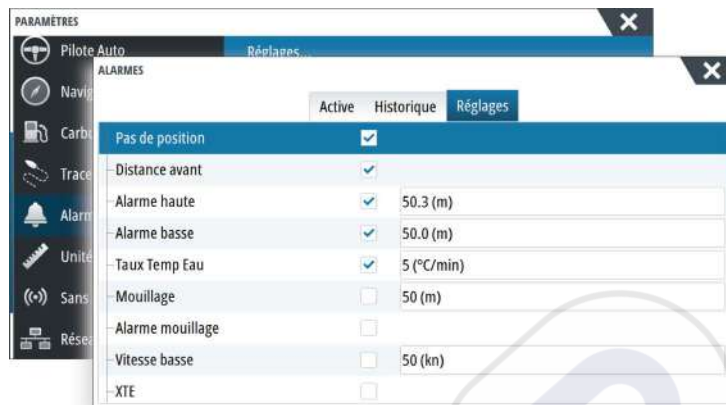 PARAMÈTRES
Pilote Auto
Réglages...
ALARMES
Active Historique Réglages
Pas de position
Distance avant
Alarme haute 50.3 (m)
Alarme basse 50.0 (m)
Taux Temp Eau 5 (°C/min)
Mouillage 50 (m)
Alarme mouillage
Vitesse basse 50 (kn)
XTE
Sans